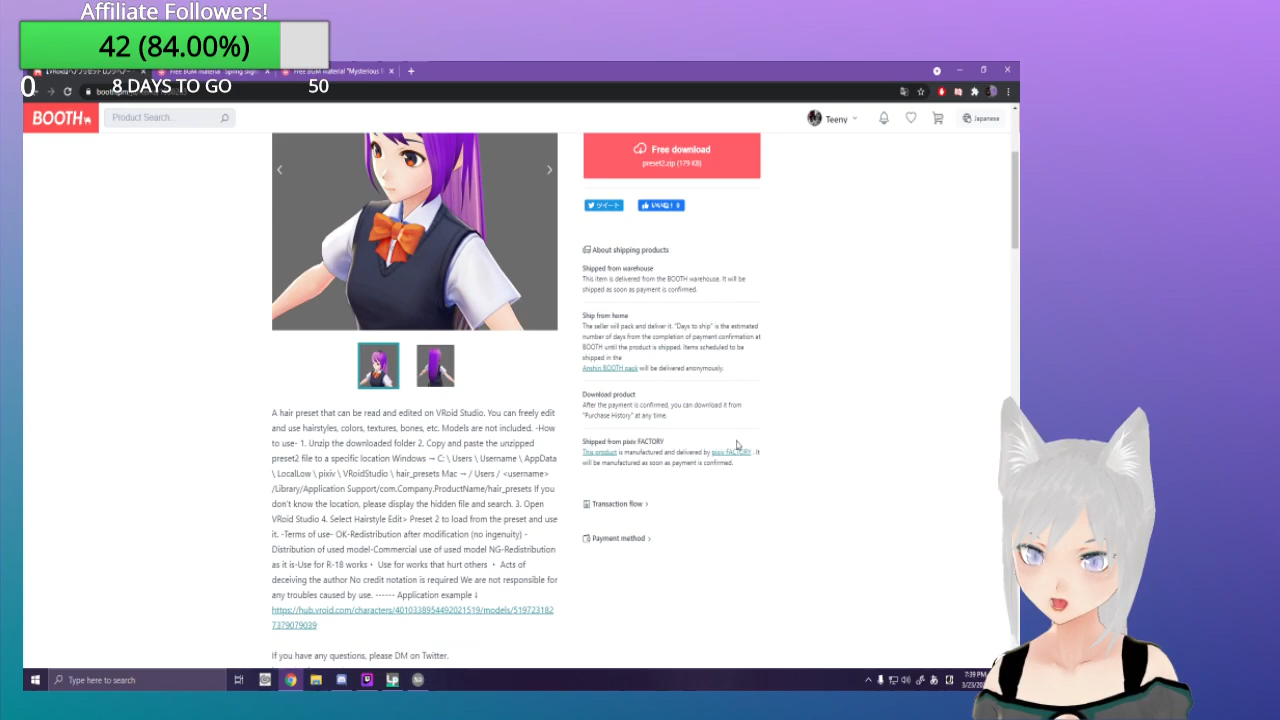 Affiliate Followers!
42 (84.00%)
0 8 DAYS TO GO 50
Free BGM material "Spring
Free BGM material "Mysterious
BOOTH
Product Search...
Teeny
Japanese
Free download
preset2.zip (179 KB)
ツイート
いいね！ 0
About shipping products
Shipped from warehouse
This item is delivered from the BOOTH warehouse. It will be
shipped as soon as payment is confirmed.
Ship from home
The seller will pack and deliver it. "Days to ship" is the estimated
number of days from the completion of payment confirmation at
BOOTH until the product is shipped. Items scheduled to be
shipped in the
Anshin BOOTH pack will be delivered anonymously.
Download product
After the payment is confirmed, you can download it from
"Purchase History" at any time.
Shipped from pixiv FACTORY
This product is manufactured and delivered by pixiv FACTORY . It
will be manufactured as soon as payment is confirmed.
Transaction flow
Payment method
A hair preset that can be read and edited on VRoid Studio. You can freely edit
and use hairstyles, colors, textures, bones, etc. Models are not included. -How
to use- 1. Unzip the downloaded folder 2. Copy and paste the unzipped
preset2 file to a specific location Windows → C: \ Users \ Username \ AppData
\ LocalLow \ pixiv \ VRoidStudio \ hair_presets Mac → / Users / <username>
/Library/Application Support/com.Company.ProductName/hair_presets If you
don't know the location, please display the hidden file and search. 3. Open
VRoid Studio 4. Select Hairstyle Edit> Preset 2 to load from the preset and use
it. -Terms of use- OK-Redistribution after modification (no ingenuity) -
Distribution of used model-Commercial use of used model NG-Redistribution
as it is-Use for R-18 works・ Use for works that hurt others ・ Acts of
deceiving the author No credit notation is required We are not responsible for
any troubles caused by use. ------ Application example ↓
https://hub.vroid.com/characters/4010338954492021519/models/519723182
7379079039
If you have any questions, please DM on Twitter.
Type here to search
7:39 PM